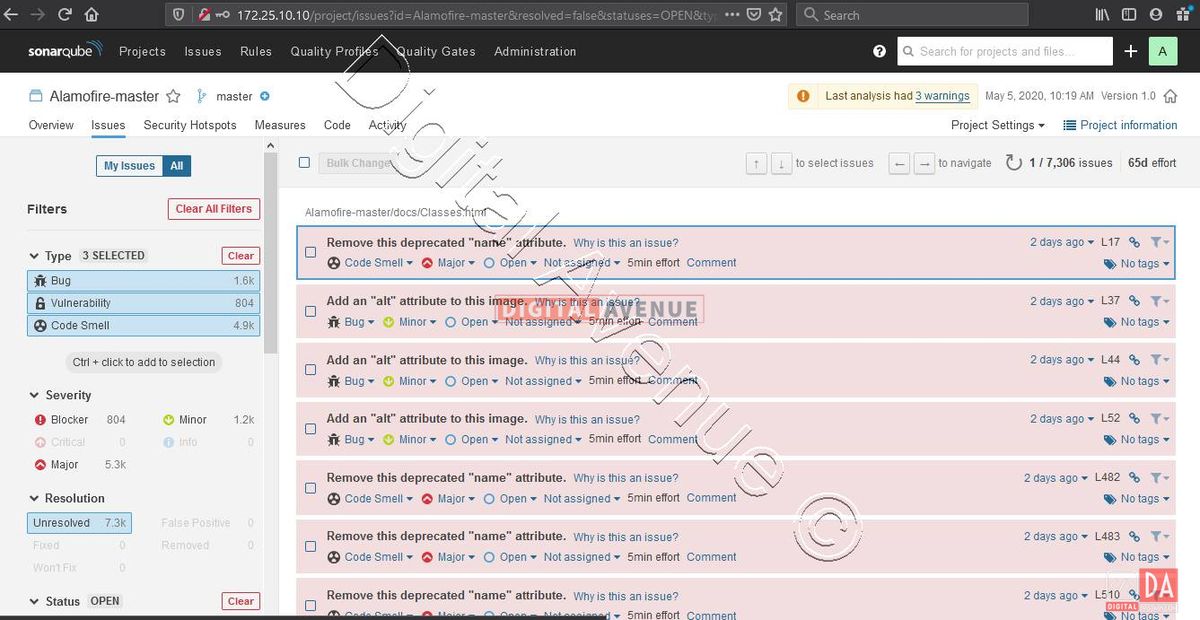 172.25.10.10/project/issues?id=Alamofire-master&resolved=false&statuses=OPEN&ty
Search
sonarqube Projects Issues Rules Quality Profiles Quality Gates Administration
? Search for projects and files... + A
Alamofire-master master
Last analysis had 3 warnings May 5, 2020, 10:19 AM Version 1.0
Overview Issues Security Hotspots Measures Code Activity
Project Settings Project information
My Issues All
Bulk Change
↑ ↓ to select issues ← → to navigate 1 / 7,306 issues 65d effort
Filters Clear All Filters
Type 3 SELECTED Clear
Bug 1.6k
Vulnerability 804
Code Smell 4.9k
Ctrl + click to add to selection
Severity
Blocker 804 Minor 1.2k
Critical 0 Info 0
Major 5.3k
Resolution
Unresolved 7.3k False Positive 0
Fixed 0 Removed 0
Won't Fix 0
Status OPEN Clear
Alamofire-master/docs/Classes.html
Remove this deprecated "name" attribute. Why is this an issue? 2 days ago L17
Code Smell Major Open Not assigned 5min effort Comment No tags
Add an "alt" attribute to this image. Why is this an issue? 2 days ago L37
Bug Minor Open Not assigned 5min effort Comment No tags
Add an "alt" attribute to this image. Why is this an issue? 2 days ago L44
Bug Minor Open Not assigned 5min effort Comment No tags
Add an "alt" attribute to this image. Why is this an issue? 2 days ago L52
Bug Minor Open Not assigned 5min effort Comment No tags
Remove this deprecated "name" attribute. Why is this an issue? 2 days ago L482
Code Smell Major Open Not assigned 5min effort Comment No tags
Remove this deprecated "name" attribute. Why is this an issue? 2 days ago L483
Code Smell Major Open Not assigned 5min effort Comment No tags
Remove this deprecated "name" attribute. Why is this an issue? 2 days ago L510
Code Smell Major Open Not assigned 5min effort Comment No tags
Digital Avenue ©
DIGITAL AVENUE
DA
DIGITAL